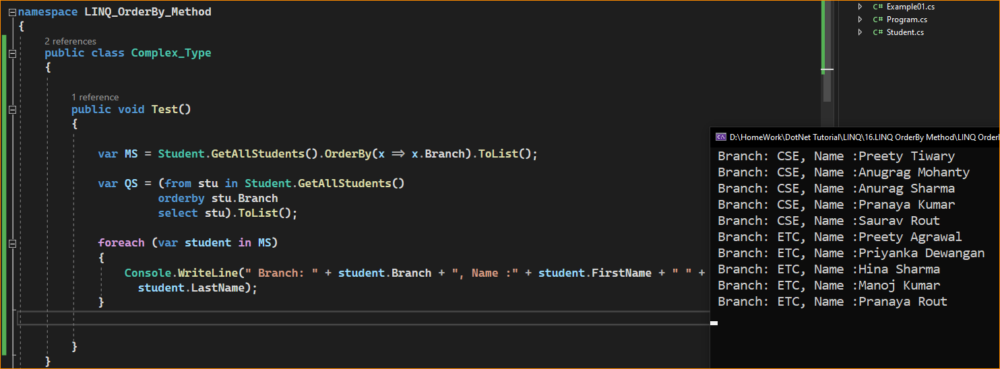 namespace LINQ_OrderBy_Method
{
2 references
public class Complex_Type
{
1 reference
public void Test()
{
var MS = Student.GetAllStudents().OrderBy(x => x.Branch).ToList();
var QS = (from stu in Student.GetAllStudents()
orderby stu.Branch
select stu).ToList();
foreach (var student in MS)
{
Console.WriteLine(" Branch: " + student.Branch + ", Name :" + student.FirstName + " " +
student.LastName);
}
}
}
C# Example01.cs
C# Program.cs
C# Student.cs
D:\HomeWork\DotNet Tutorial\LINQ\16.LINQ OrderBy Method\LINQ Order
Branch: CSE, Name :Preety Tiwary
Branch: CSE, Name :Anugrag Mohanty
Branch: CSE, Name :Anurag Sharma
Branch: CSE, Name :Pranaya Kumar
Branch: CSE, Name :Saurav Rout
Branch: ETC, Name :Preety Agrawal
Branch: ETC, Name :Priyanka Dewangan
Branch: ETC, Name :Hina Sharma
Branch: ETC, Name :Manoj Kumar
Branch: ETC, Name :Pranaya Rout